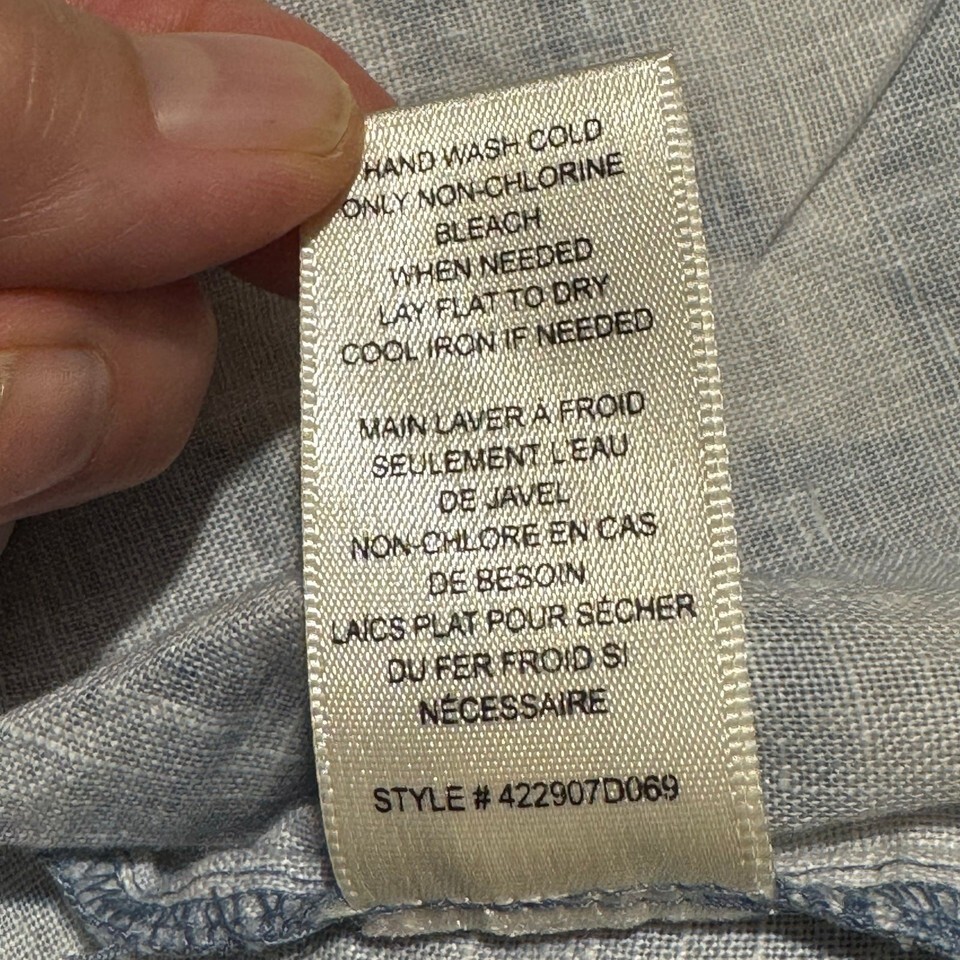 HAND WASH COLD
ONLY NON-CHLORINE
BLEACH
WHEN NEEDED
LAY FLAT TO DRY
COOL IRON IF NEEDED
MAIN LAVER A FROID
SEULEMENT L'EAU
DE JAVEL
NON-CHLORE EN CAS
DE BESOIN
LAICS PLAT POUR SÉCHER
DU FER FROID SI
NÉCESSAIRE
STYLE # 422907D069